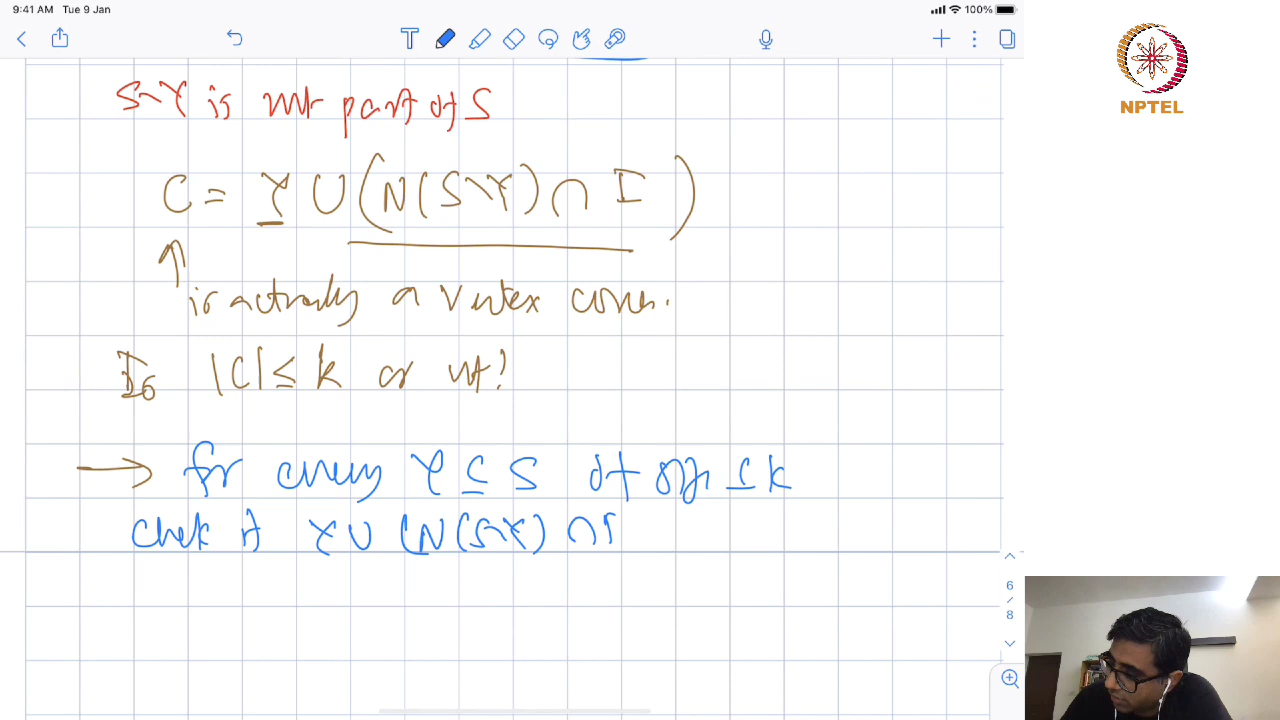 9:41 AM Tue 9 Jan
100%
NPTEL
S∖Y is not part of S
C = Y ∪ (N(S∖Y) ∩ I)
is actually a vertex cover.
Is |C| ≤ k or not?
→ for every Y ⊆ S of size ≤ k
check if Y ∪ (N(S∖Y) ∩ I
6
/
8